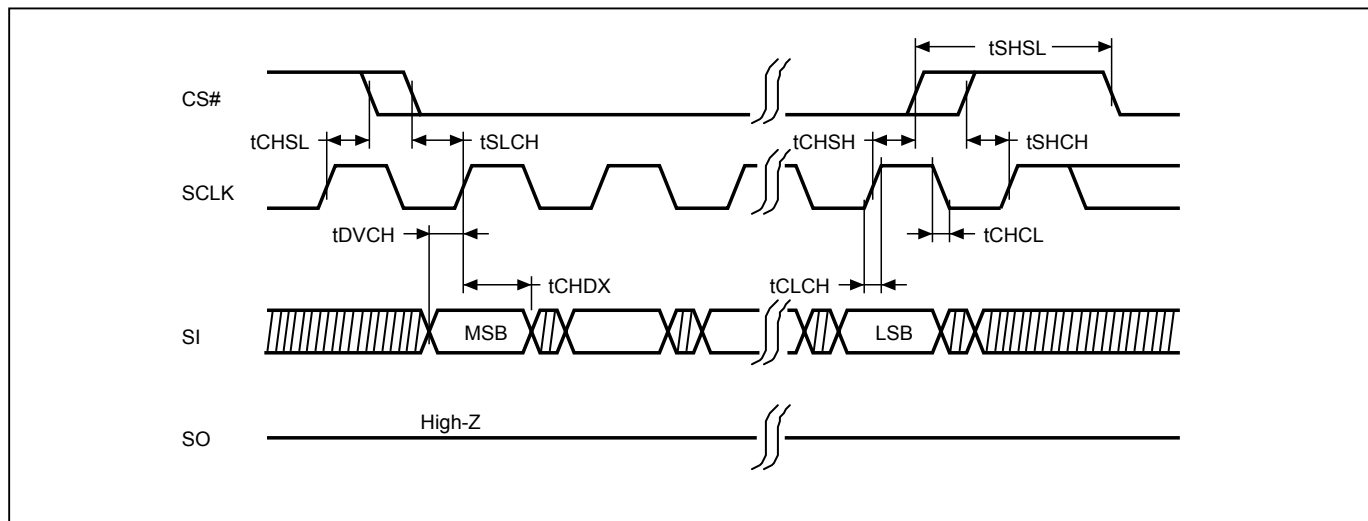 tSHSL
CS#
tCHSL
tSLCH
tCHSH
tSHCH
SCLK
tDVCH
tCHCL
tCHDX
tCLCH
SI
MSB
LSB
High-Z
SO